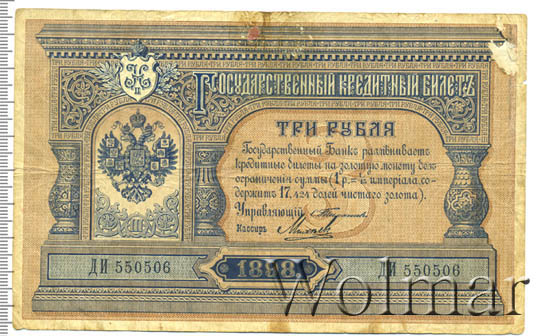 Государственный Кредитный Билетъ
ТРИ РУБЛЯ
Государственный Банкъ размѣниваетъ
кредитные билеты на золотую монету безъ
ограниченія суммы (1 р. = 1/15 имперіала, со-
держитъ 17,424 долей чистаго золота).
Управляющій
Кассиръ
III
ДИ 550506
1898
ДИ 550506
Wolmar